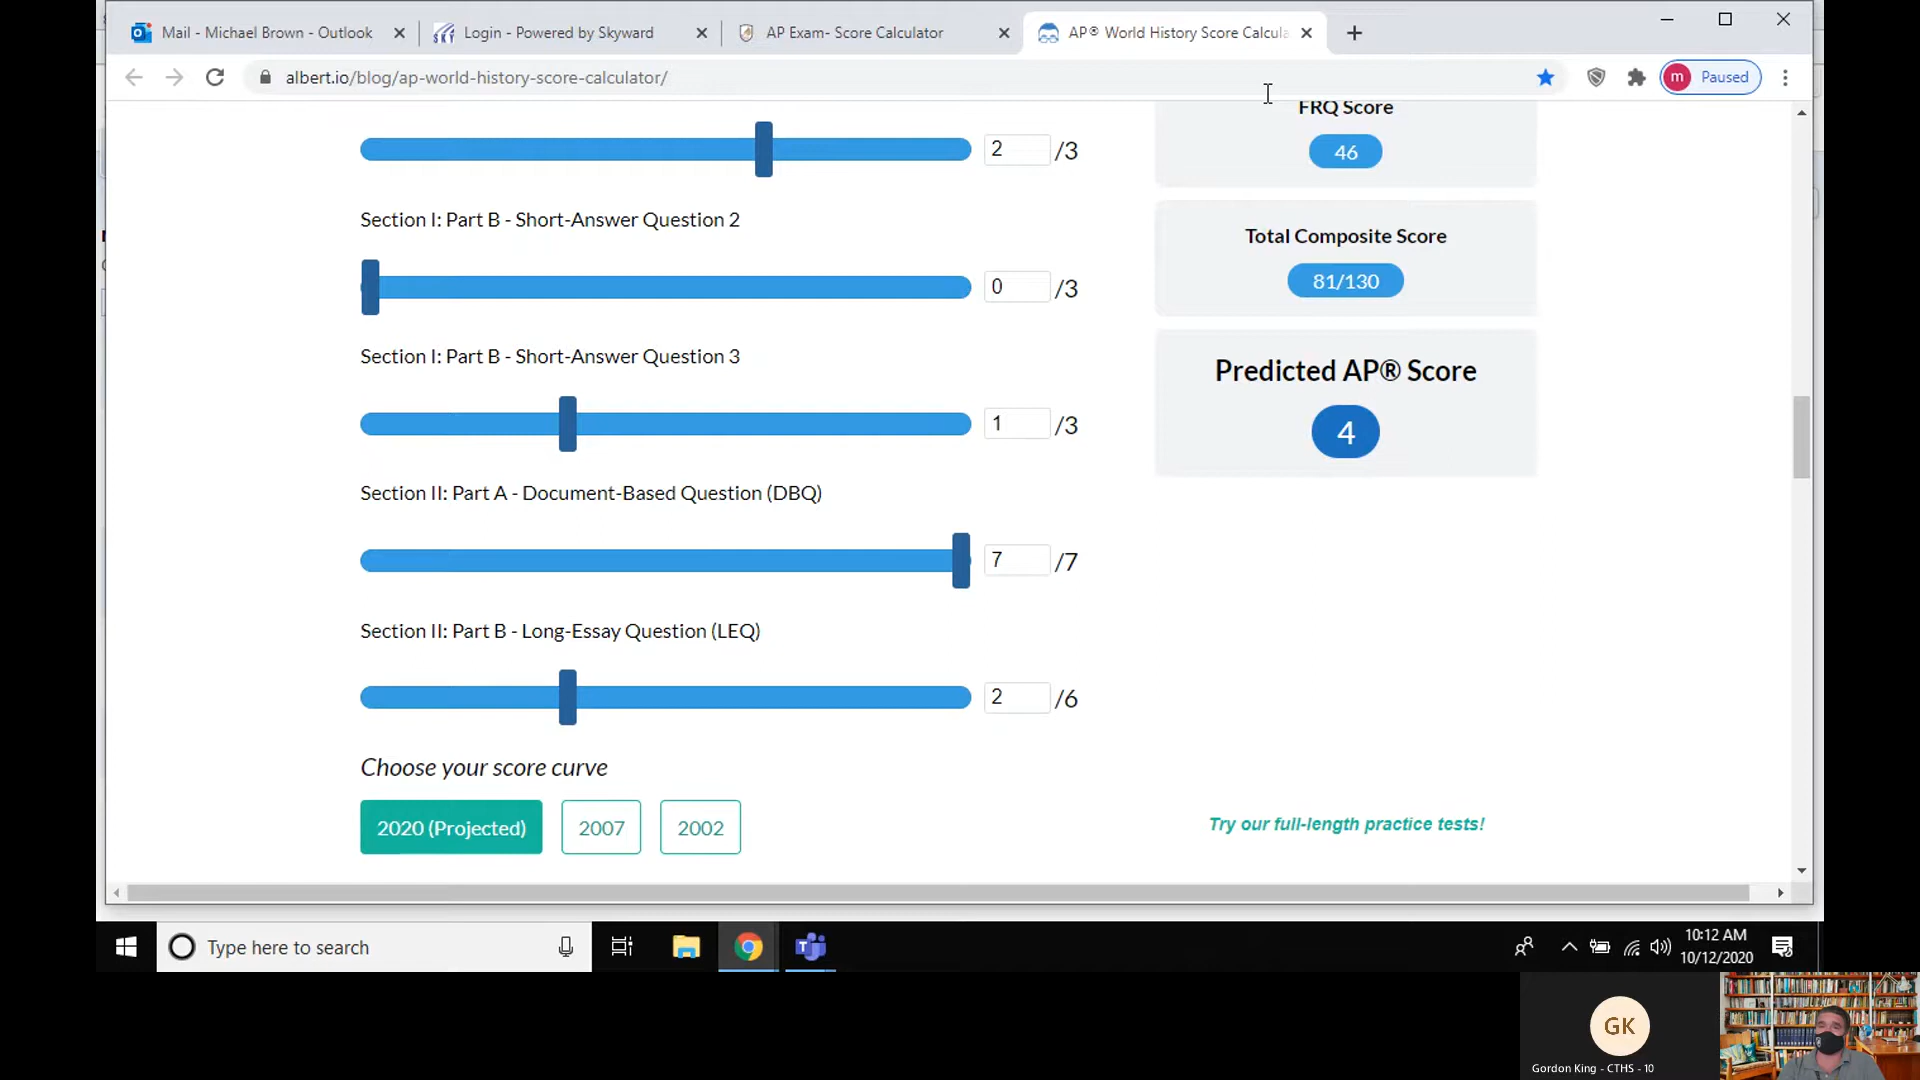 Mail - Michael Brown - Outlook
Login - Powered by Skyward
AP Exam- Score Calculator
AP® World History Score Calcula
albert.io/blog/ap-world-history-score-calculator/
m Paused
FRQ Score
2 /3
46
Section I: Part B - Short-Answer Question 2
Total Composite Score
0 /3
81/130
Section I: Part B - Short-Answer Question 3
Predicted AP® Score
1 /3
4
Section II: Part A - Document-Based Question (DBQ)
7 /7
Section II: Part B - Long-Essay Question (LEQ)
2 /6
Choose your score curve
2020 (Projected) 2007 2002
Try our full-length practice tests!
Type here to search
10:12 AM
10/12/2020
GK
Gordon King - CTHS - 10